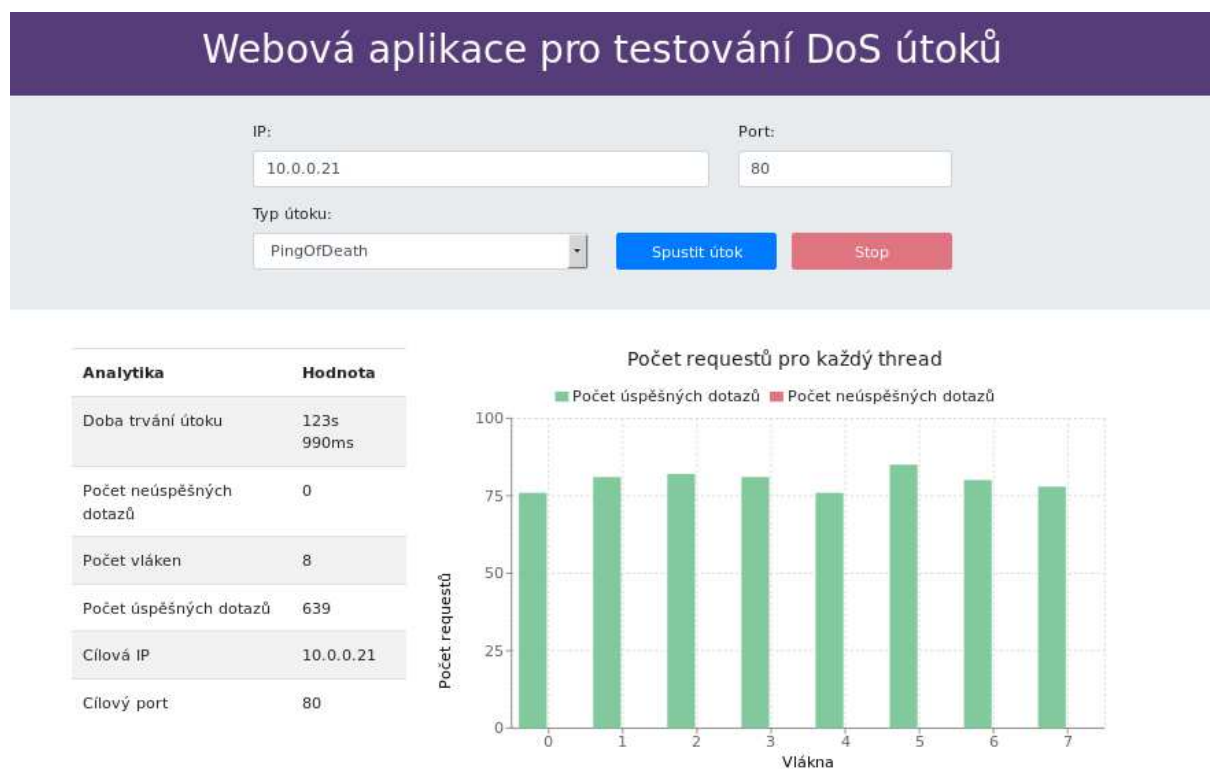 Webová aplikace pro testování DoS útoků
IP:
Port:
10.0.0.21
80
Typ útoku:
PingOfDeath
Spustit útok
Stop
Analytika Hodnota
Doba trvání útoku 123s
990ms
Počet neúspěšných 0
dotazů
Počet vláken 8
Počet úspěšných dotazů 639
Cílová IP 10.0.0.21
Cílový port 80
Počet requestů pro každý thread
Počet úspěšných dotazů Počet neúspěšných dotazů
100
75
50
25
0
Počet requestů
0 1 2 3 4 5 6 7
Vlákna